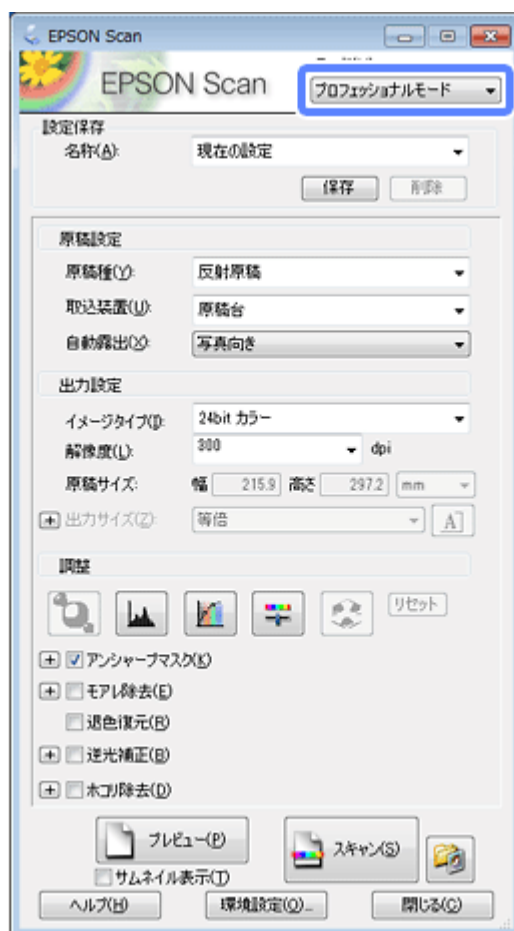 EPSON Scan
EPSON Scan
プロフェッショナルモード
設定保存
名称(A): 現在の設定
保存 削除
原稿設定
原稿種(Y): 反射原稿
取込装置(U): 原稿台
自動露出(X): 写真向き
出力設定
イメージタイプ(I): 24bit カラー
解像度(L): 300 dpi
原稿サイズ: 幅 215.9 高さ 297.2 mm
出力サイズ(Z): 等倍 A
調整
リセット
アンシャープマスク(K)
モアレ除去(E)
退色復元(R)
逆光補正(B)
ホコリ除去(D)
プレビュー(P) スキャン(S)
サムネイル表示(T)
ヘルプ(H) 環境設定(O)... 閉じる(C)